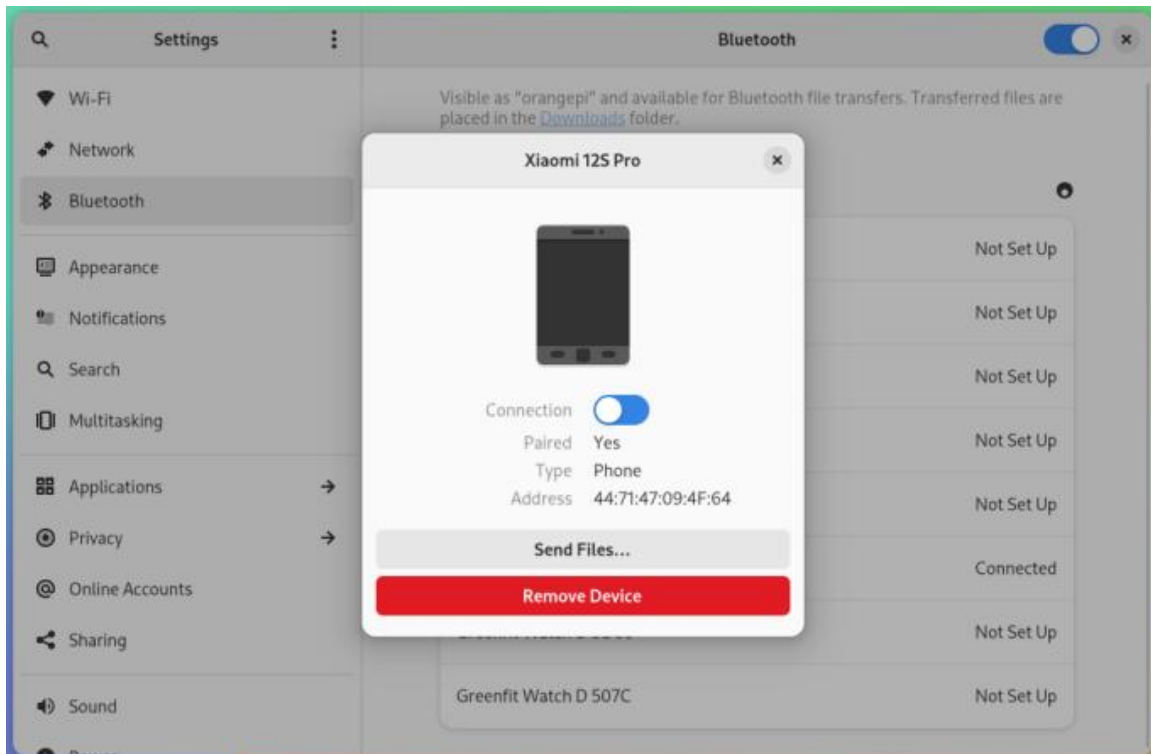 Settings
Bluetooth
Wi-Fi
Network
Bluetooth
Appearance
Notifications
Search
Multitasking
Applications
Privacy
Online Accounts
Sharing
Sound
Visible as "orangepi" and available for Bluetooth file transfers. Transferred files are
placed in the Downloads folder.
Xiaomi 12S Pro
Connection
Paired Yes
Type Phone
Address 44:71:47:09:4F:64
Send Files...
Remove Device
Not Set Up
Not Set Up
Not Set Up
Not Set Up
Not Set Up
Connected
Not Set Up
Greenfit Watch D 507C Not Set Up